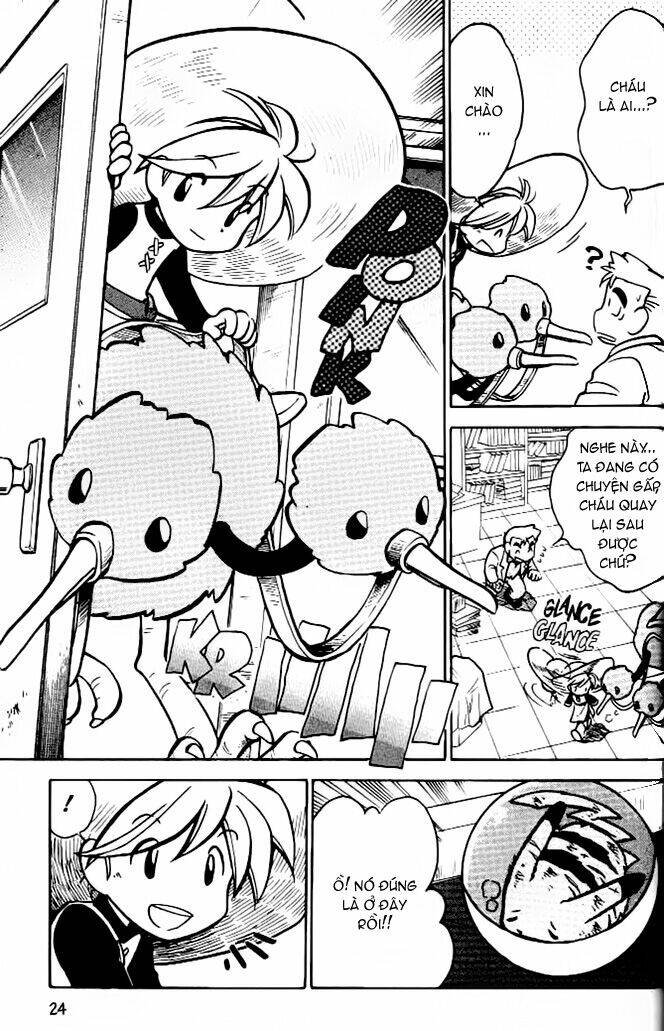 POK
KR
XIN
CHÀO
...
CHÁU
LÀ AI...?
?
NGHE NÀY..
TA ĐANG CÓ
CHUYỆN GẤP,
CHÁU QUAY
LẠI SAU
ĐƯỢC
CHỨ?
GLANCE
GLANCE
!
Ồ! NÓ ĐÚNG
LÀ Ở ĐÂY
RỒI!!
24